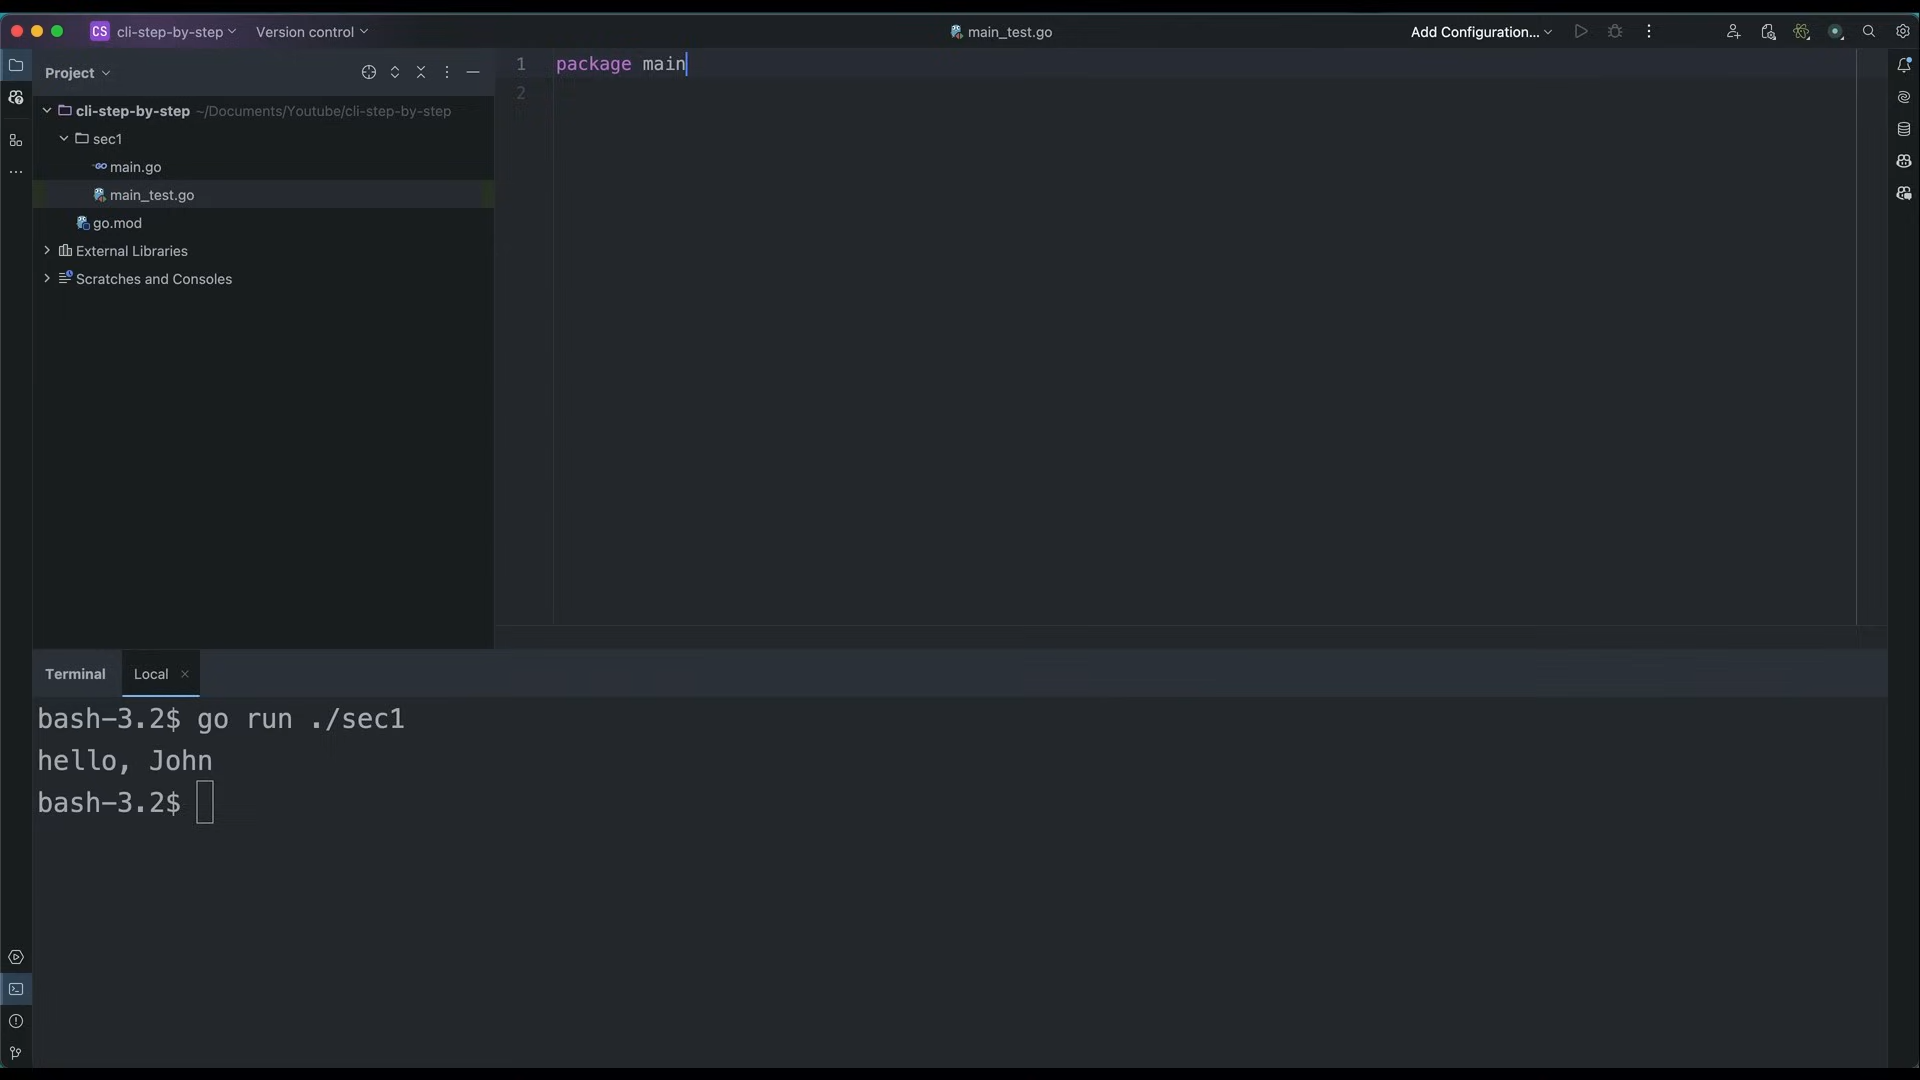 CS cli-step-by-step Version control main_test.go Add Configuration...
Project
cli-step-by-step ~/Documents/Youtube/cli-step-by-step
sec1
main.go
main_test.go
go.mod
External Libraries
Scratches and Consoles
1 package main
2
Terminal Local
bash-3.2$ go run ./sec1
hello, John
bash-3.2$